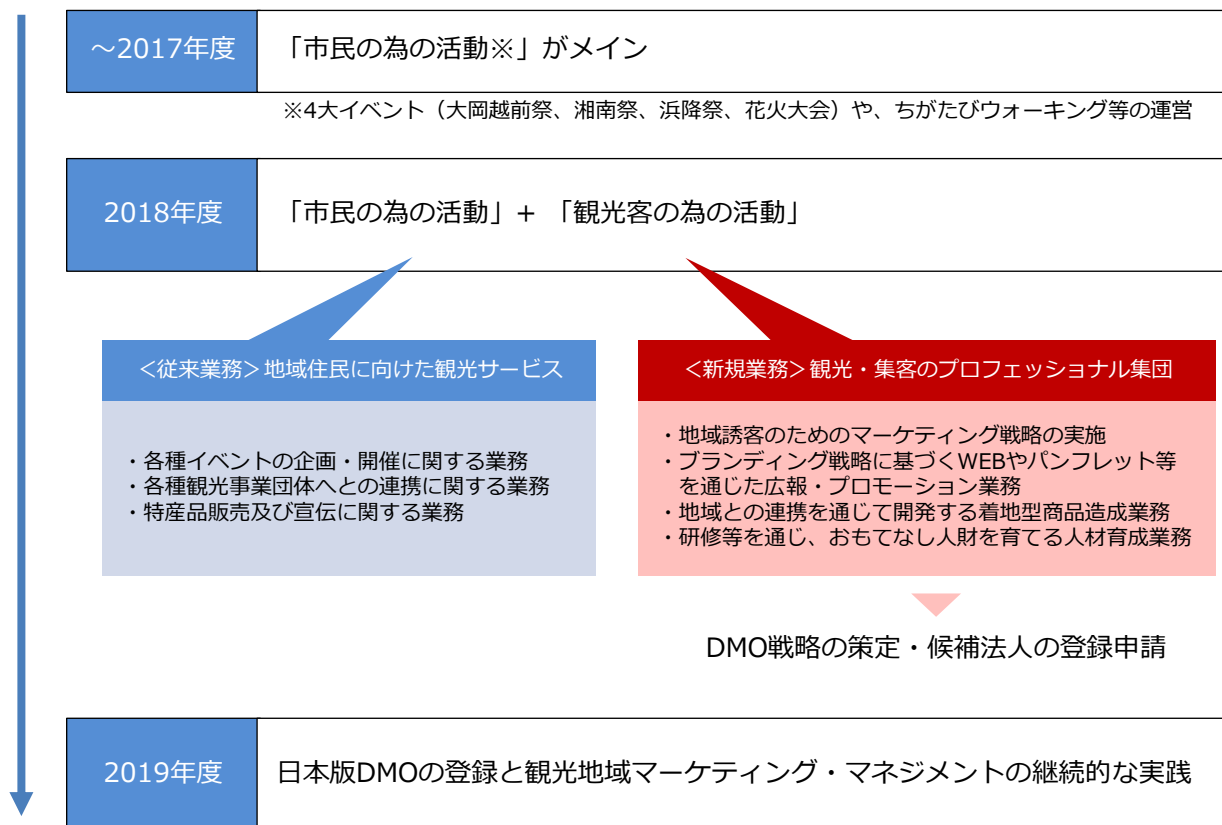 ~2017年度
「市民の為の活動※」がメイン
※4大イベント（大岡越前祭、湘南祭、浜降祭、花火大会）や、ちがたびウォーキング等の運営
2018年度
「市民の為の活動」+ 「観光客の為の活動」
<従来業務>地域住民に向けた観光サービス
・各種イベントの企画・開催に関する業務
・各種観光事業団体へとの連携に関する業務
・特産品販売及び宣伝に関する業務
<新規業務>観光・集客のプロフェッショナル集団
・地域誘客のためのマーケティング戦略の実施
・ブランディング戦略に基づくWEBやパンフレット等
を通じた広報・プロモーション業務
・地域との連携を通じて開発する着地型商品造成業務
・研修等を通じ、おもてなし人財を育てる人材育成業務
DMO戦略の策定・候補法人の登録申請
2019年度
日本版DMOの登録と観光地域マーケティング・マネジメントの継続的な実践